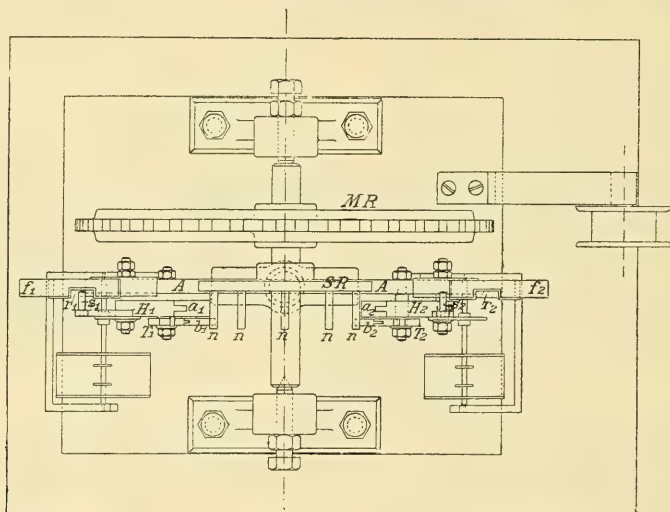 MR
f₁ A SR A f₂
r₁ s₁ H₁ a₁ a₂ H₂ s₂ r₂
T₁ b₁ b₂ T₂
n n n n n